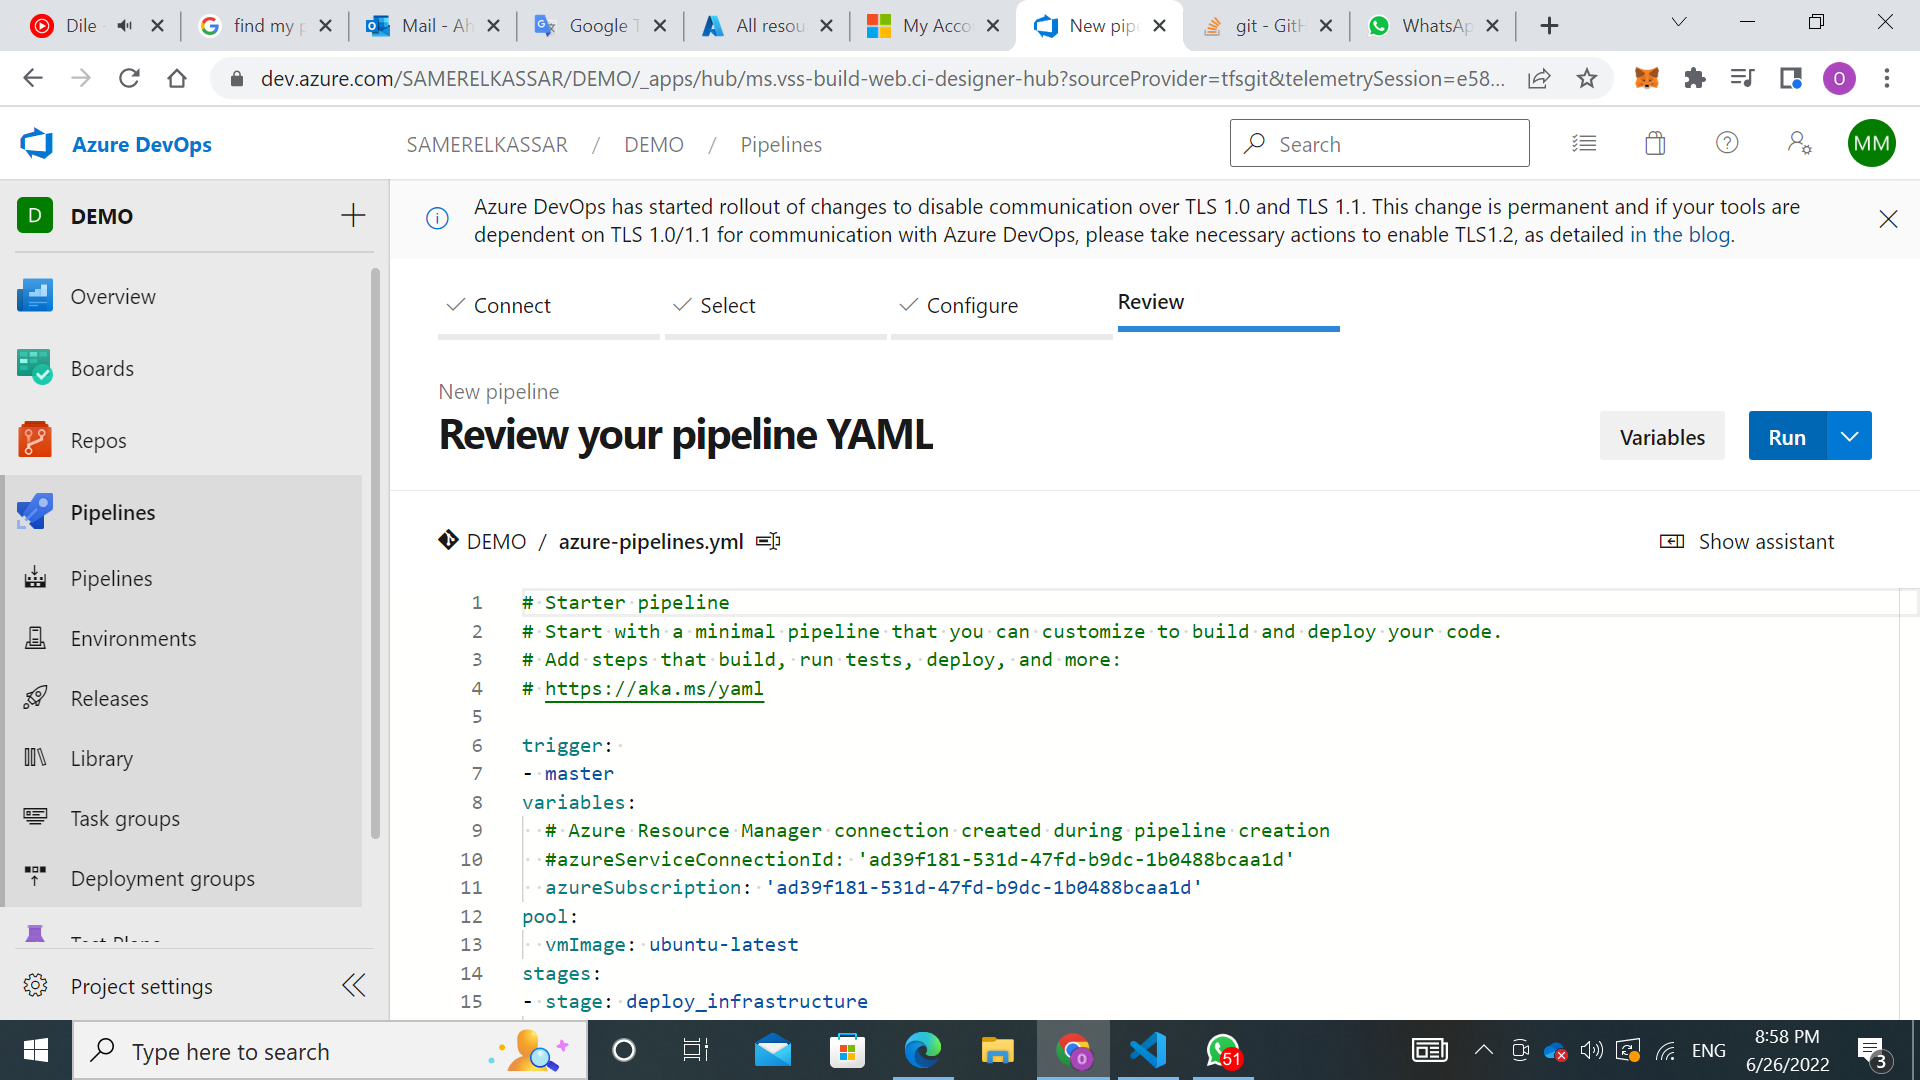 Dile
find my p
Mail - Ah
Google T
All resou
My Acco
New pip
git - GitH
WhatsAp
dev.azure.com/SAMERELKASSAR/DEMO/_apps/hub/ms.vss-build-web.ci-designer-hub?sourceProvider=tfsgit&telemetrySession=e58...
O
Azure DevOps
SAMERELKASSAR / DEMO / Pipelines
Search
MM
D DEMO
Azure DevOps has started rollout of changes to disable communication over TLS 1.0 and TLS 1.1. This change is permanent and if your tools are
dependent on TLS 1.0/1.1 for communication with Azure DevOps, please take necessary actions to enable TLS1.2, as detailed in the blog.
Overview
Boards
Repos
Pipelines
Pipelines
Environments
Releases
Library
Task groups
Deployment groups
Test Plans
Project settings
Connect
Select
Configure
Review
New pipeline
Review your pipeline YAML
Variables
Run
DEMO / azure-pipelines.yml
Show assistant
1 # Starter pipeline
2 # Start with a minimal pipeline that you can customize to build and deploy your code.
3 # Add steps that build, run tests, deploy, and more:
4 # https://aka.ms/yaml
5
6 trigger:
7 - master
8 variables:
9 # Azure Resource Manager connection created during pipeline creation
10 #azureServiceConnectionId: 'ad39f181-531d-47fd-b9dc-1b0488bcaa1d'
11 azureSubscription: 'ad39f181-531d-47fd-b9dc-1b0488bcaa1d'
12 pool:
13 vmImage: ubuntu-latest
14 stages:
15 - stage: deploy_infrastructure
Type here to search
O
51
ENG
8:58 PM
6/26/2022
3